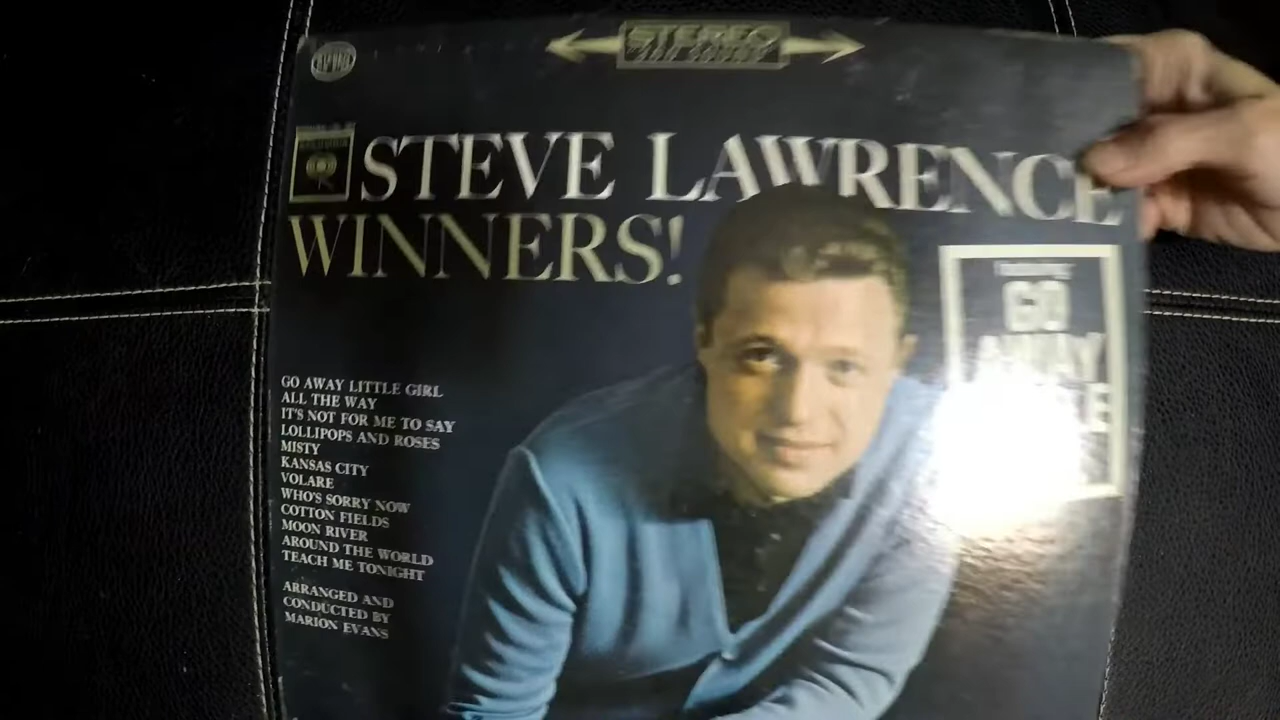 STEREO
STEVE LAWRENCE
WINNERS!
GO
AWAY
GO AWAY LITTLE GIRL
ALL THE WAY
IT'S NOT FOR ME TO SAY
LOLLIPOPS AND ROSES
MISTY
KANSAS CITY
VOLARE
WHO'S SORRY NOW
COTTON FIELDS
MOON RIVER
AROUND THE WORLD
TEACH ME TONIGHT
ARRANGED AND
CONDUCTED BY
MARION EVANS